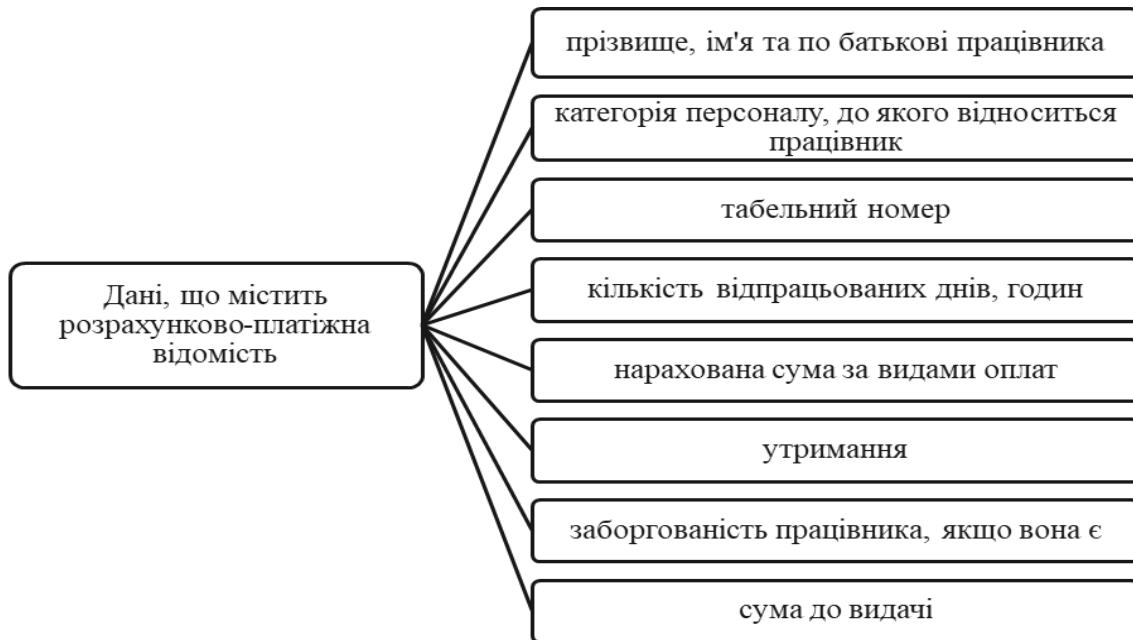 прізвище, ім'я та по батькові працівника
категорія персоналу, до якого відноситься
працівник
табельний номер
Дані, що містить
розрахунково-платіжна
відомість
кількість відпрацьованих днів, годин
нарахована сума за видами оплат
утримання
заборгованість працівника, якщо вона є
сума до видачі